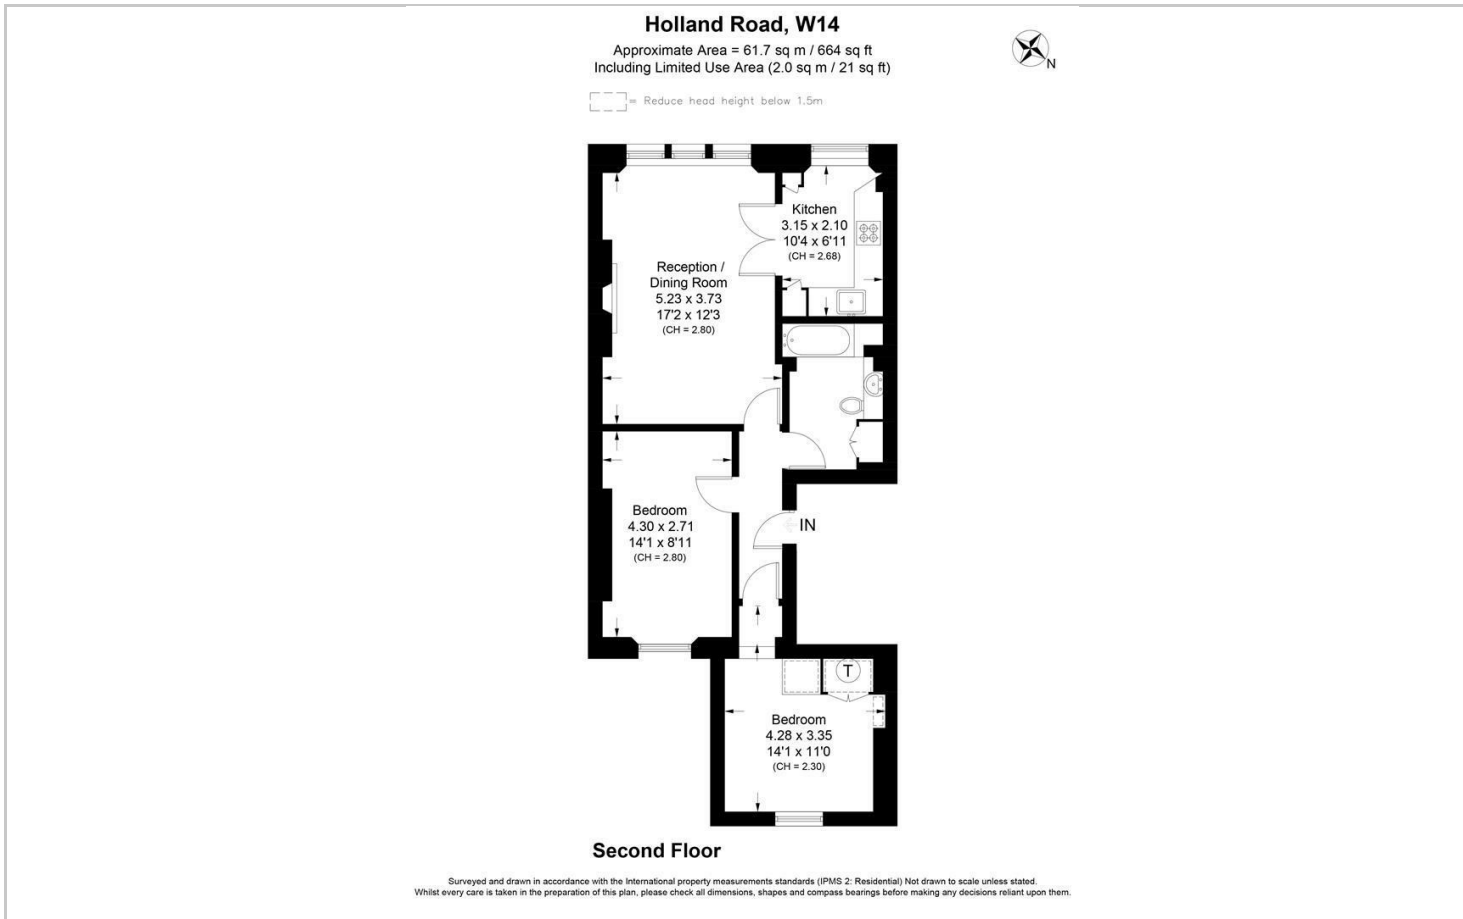 Holland Road, W14
Approximate Area = 61.7 sq m / 664 sq ft
Including Limited Use Area (2.0 sq m / 21 sq ft)
N
= Reduce head height below 1.5m
Kitchen
3.15 x 2.10
10'4 x 6'11
(CH = 2.68)
Reception /
Dining Room
5.23 x 3.73
17'2 x 12'3
(CH = 2.80)
Bedroom
4.30 x 2.71
14'1 x 8'11
(CH = 2.80)
IN
T
Bedroom
4.28 x 3.35
14'1 x 11'0
(CH = 2.30)
Second Floor
Surveyed and drawn in accordance with the International property measurements standards (IPMS 2: Residential) Not drawn to scale unless stated.
Whilst every care is taken in the preparation of this plan, please check all dimensions, shapes and compass bearings before making any decisions reliant upon them.